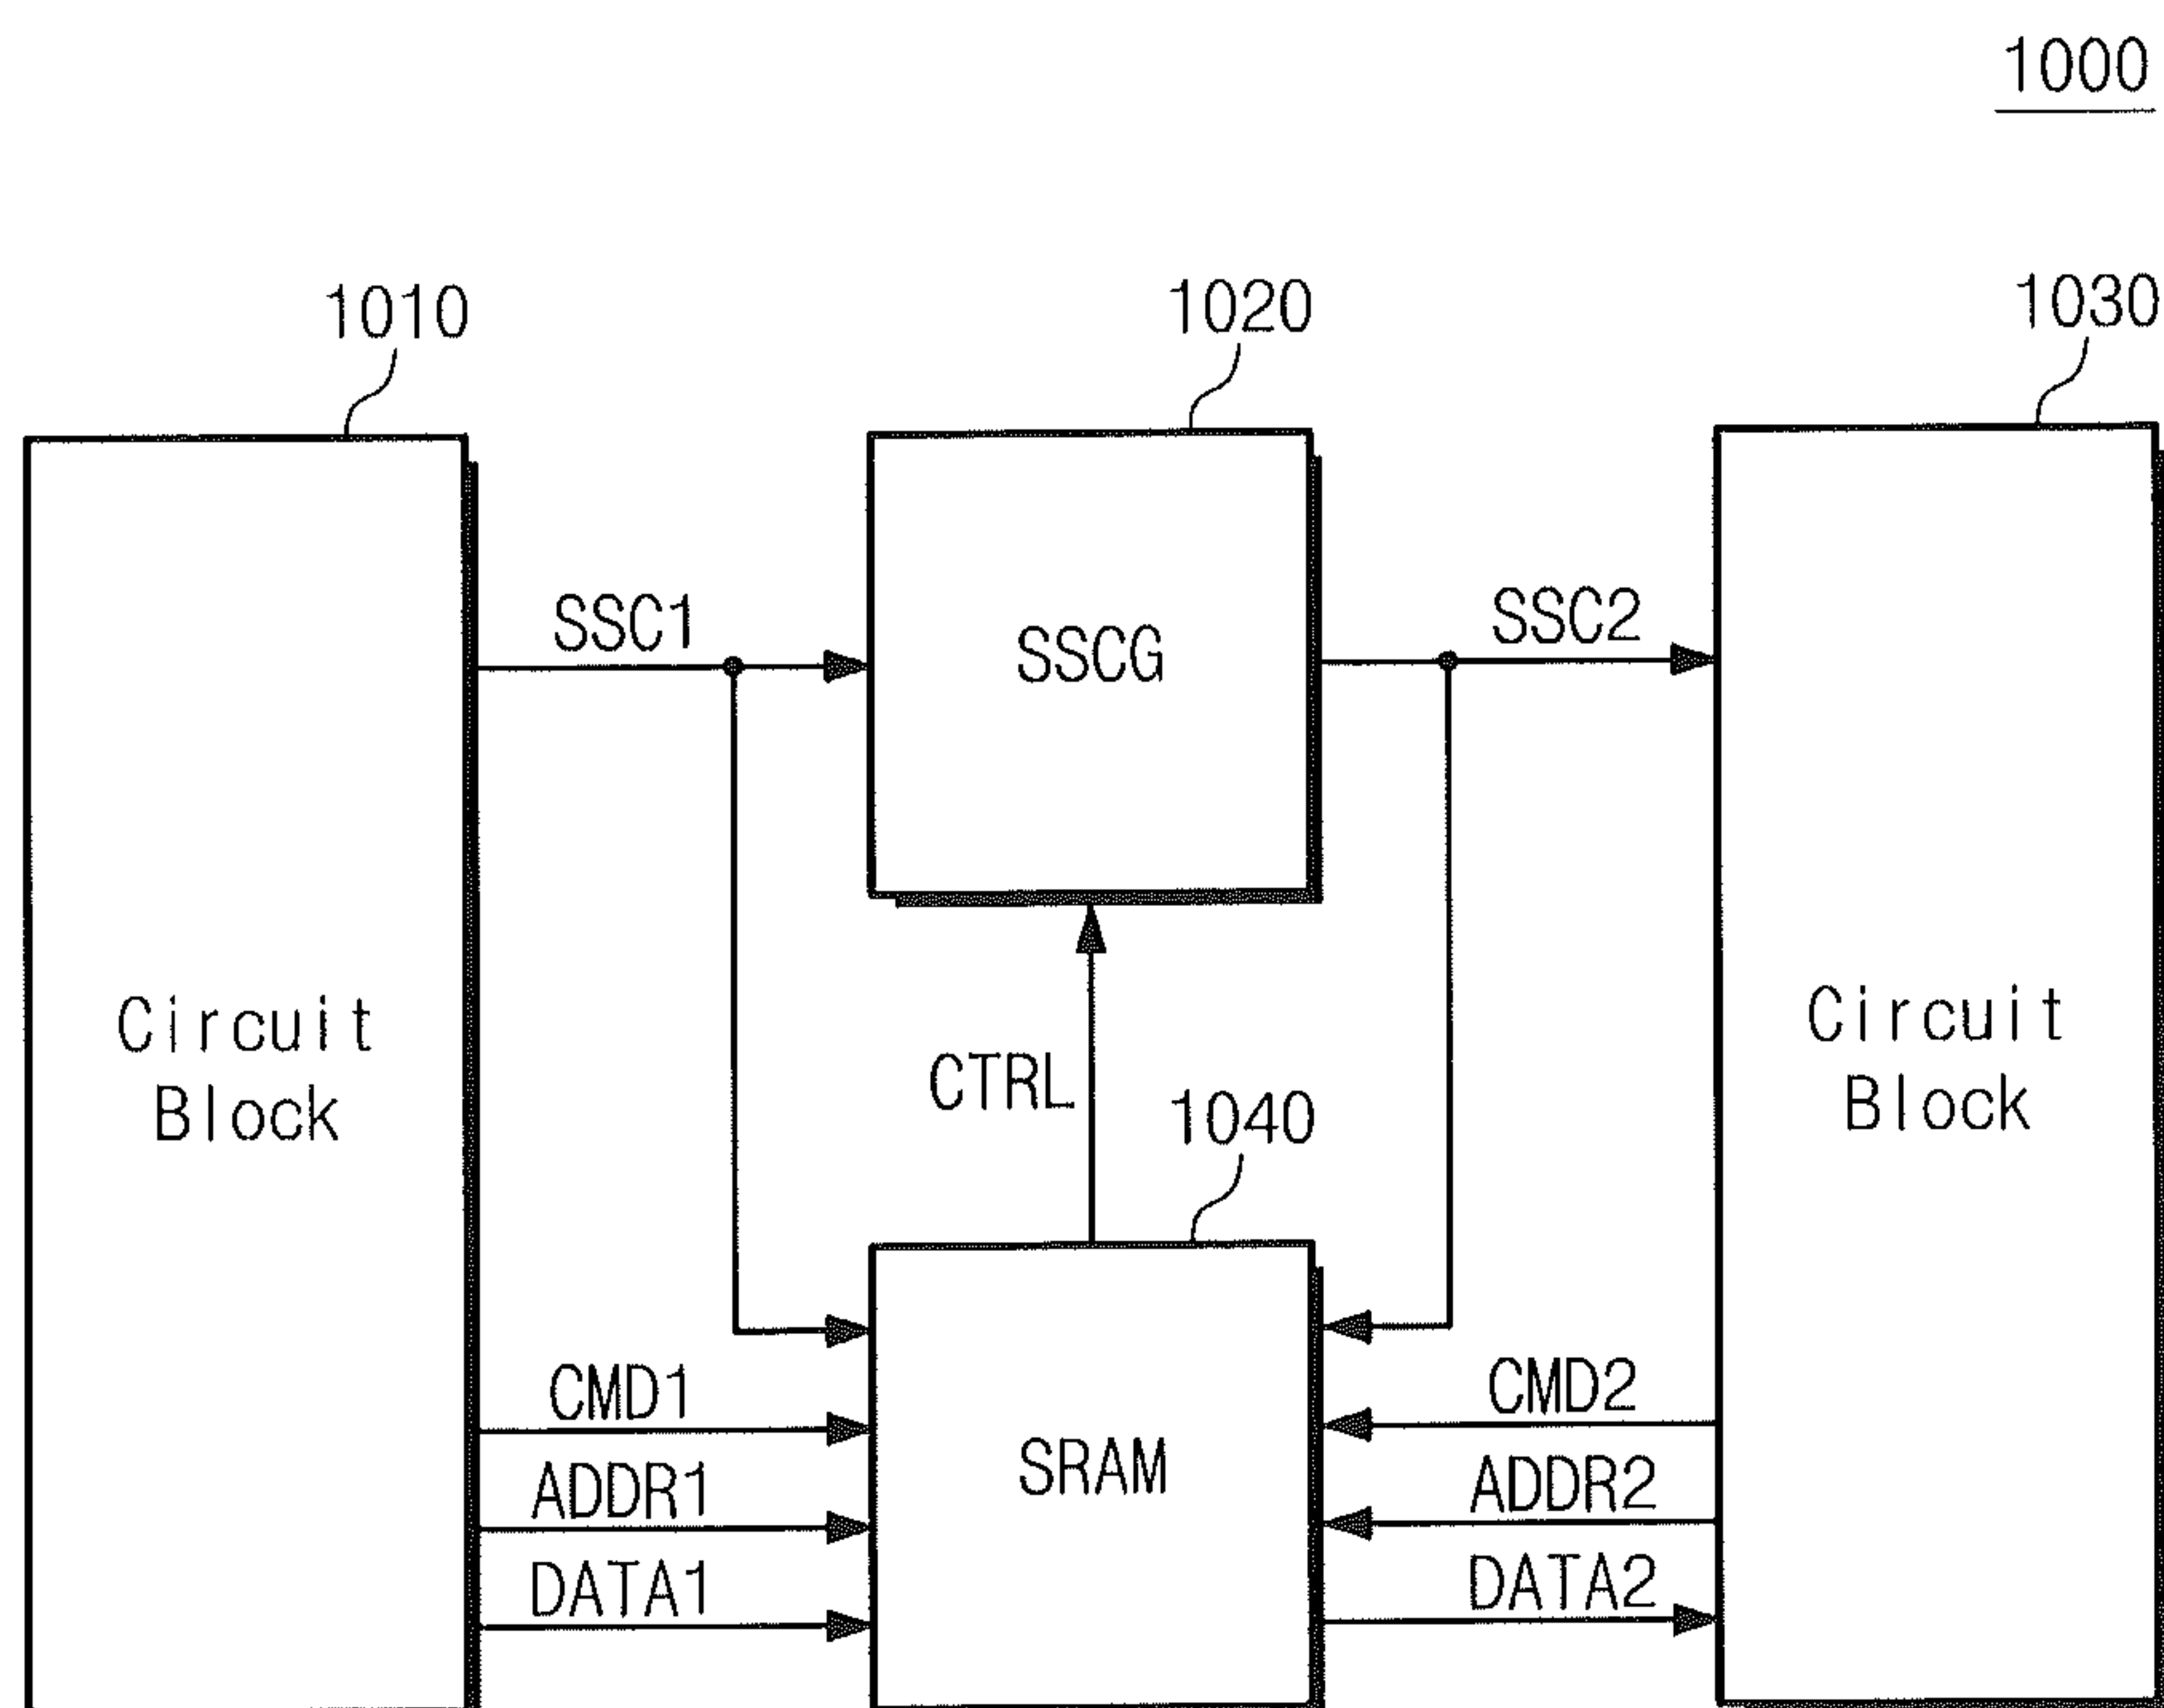 1000
1010
1020
1030
SSC1
SSCG
SSC2
Circuit
Block
Circuit
Block
CTRL
1040
CMD1
CMD2
SRAM
ADDR1
ADDR2
DATA1
DATA2